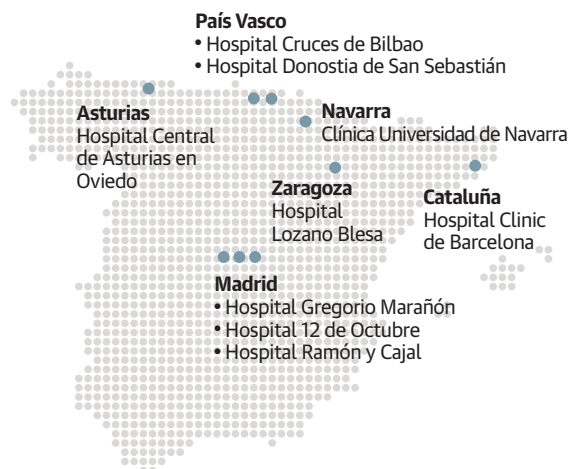 País Vasco
• Hospital Cruces de Bilbao
• Hospital Donostia de San Sebastián
Asturias
Hospital Central
de Asturias en
Oviedo
Navarra
Clínica Universidad de Navarra
Zaragoza
Hospital
Lozano Blesa
Cataluña
Hospital Clinic
de Barcelona
Madrid
• Hospital Gregorio Marañón
• Hospital 12 de Octubre
• Hospital Ramón y Cajal